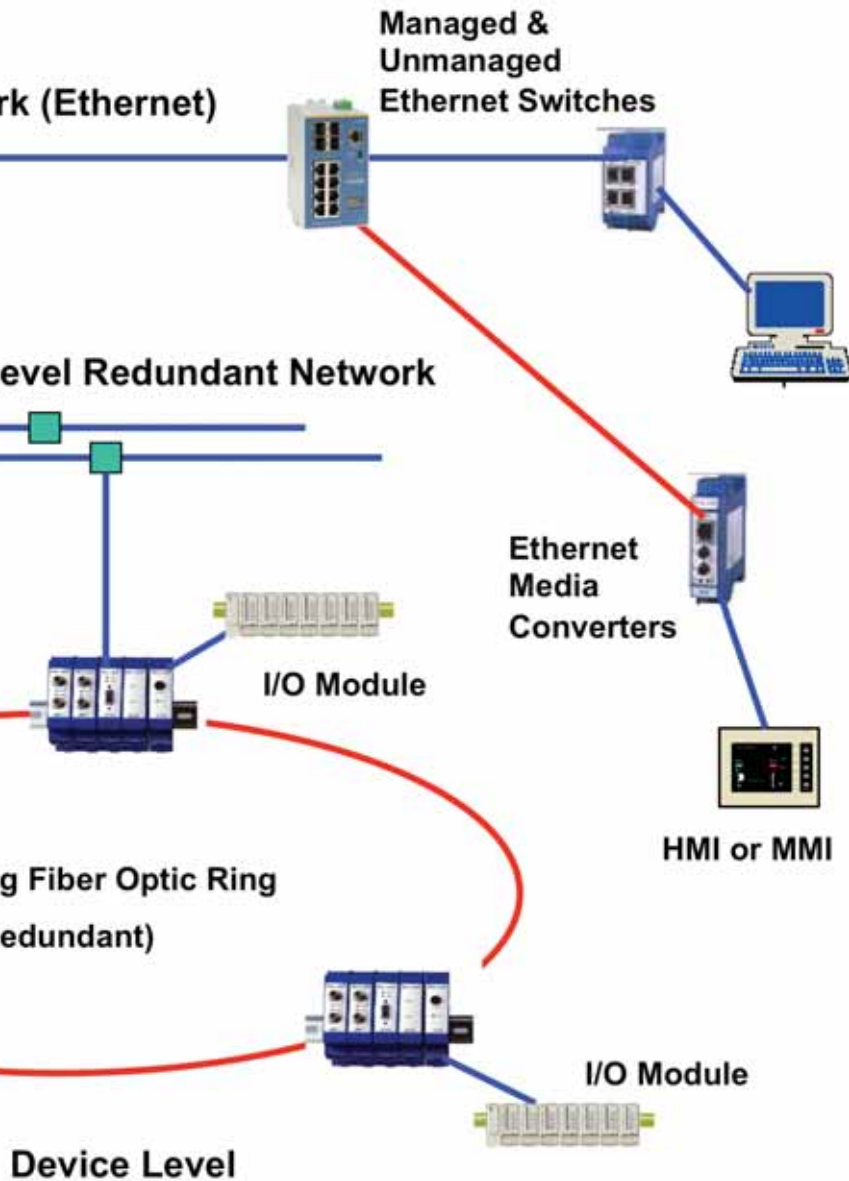 Managed &
Unmanaged
Ethernet Switches
rk (Ethernet)
evel Redundant Network
Ethernet
Media
Converters
I/O Module
HMI or MMI
g Fiber Optic Ring
edundant)
I/O Module
Device Level